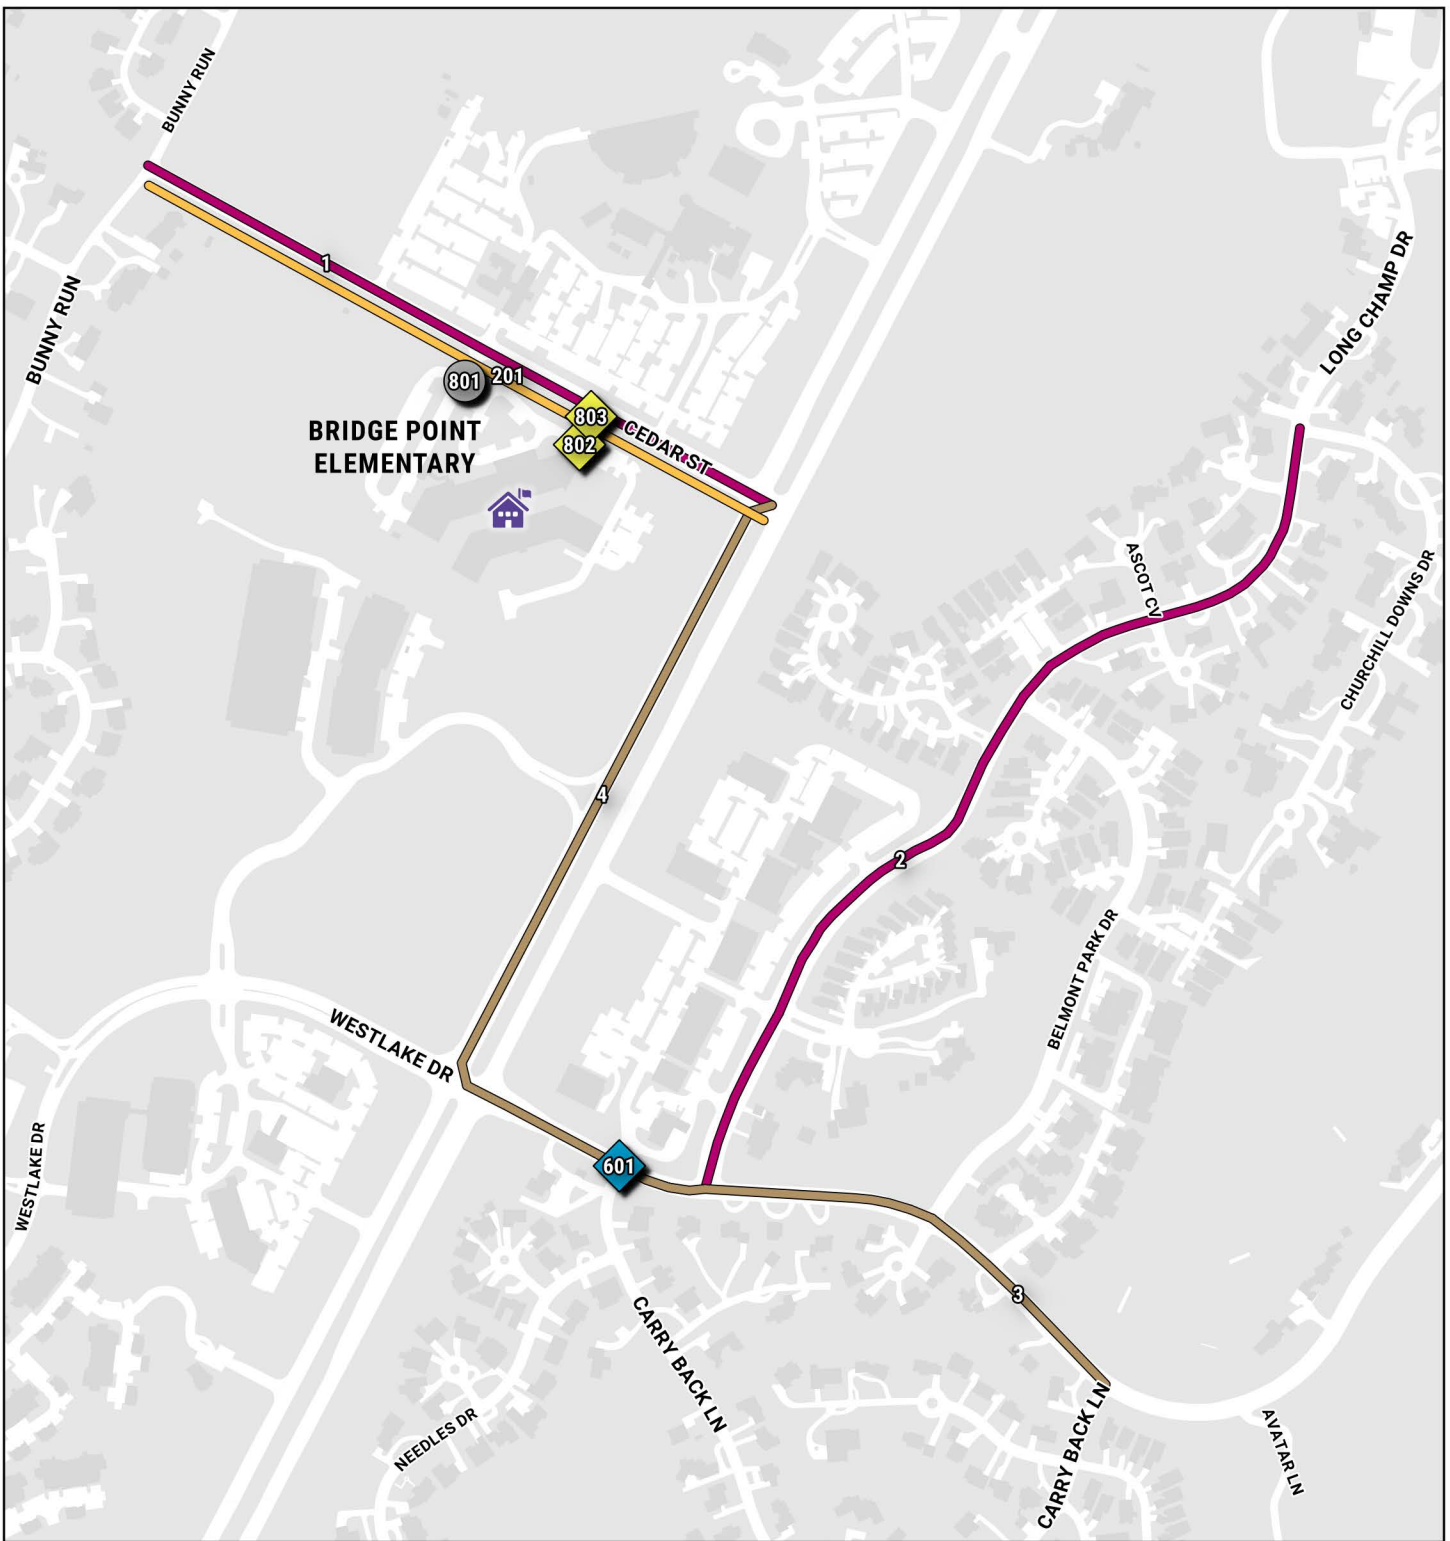 BUNNY RUN
BUNNY RUN
1
LONG CHAMP DR
801
201
803
802
CEDAR ST
BRIDGE POINT
ELEMENTARY
ASCOT CV
CHURCHILL DOWNS DR
4
2
BELMONT PARK DR
WESTLAKE DR
WESTLAKE DR
601
3
CARRY BACK LN
NEEDLES DR
CARRY BACK LN
AVATAR LN